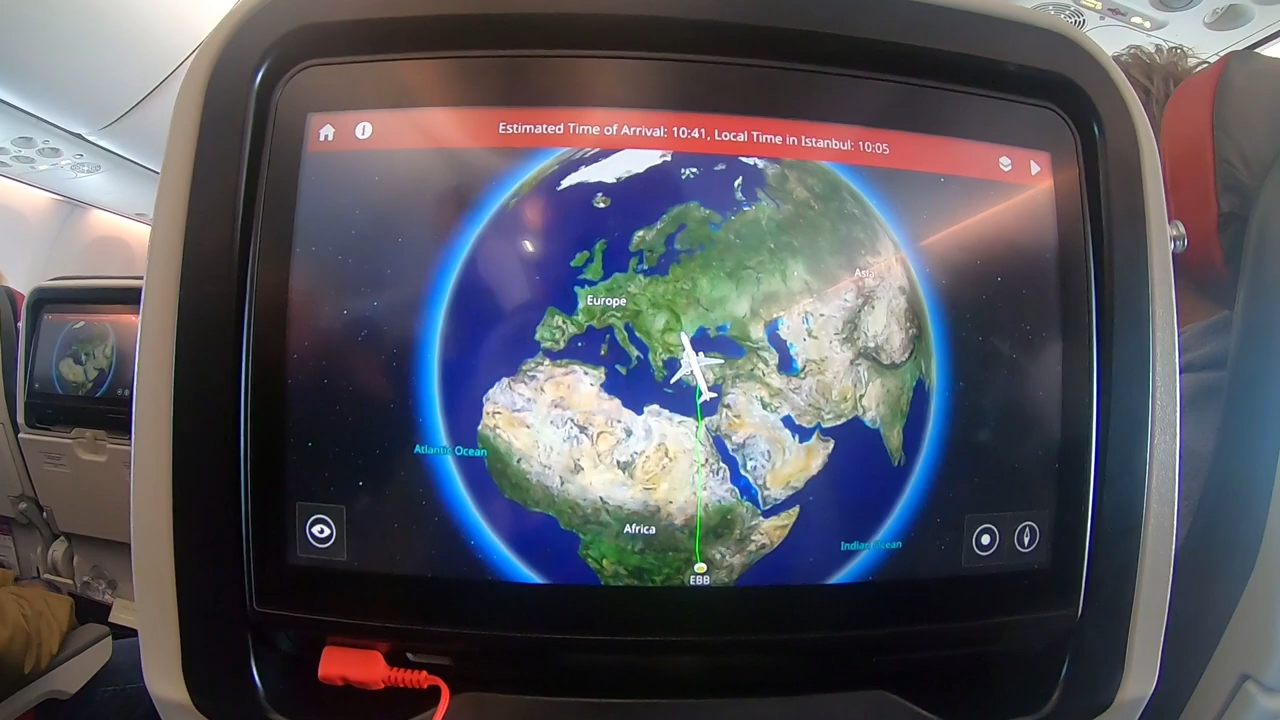 Estimated Time of Arrival: 10:41, Local Time in Istanbul: 10:05
Asia
Europe
Atlantic Ocean
Africa
Indian Ocean
EBB